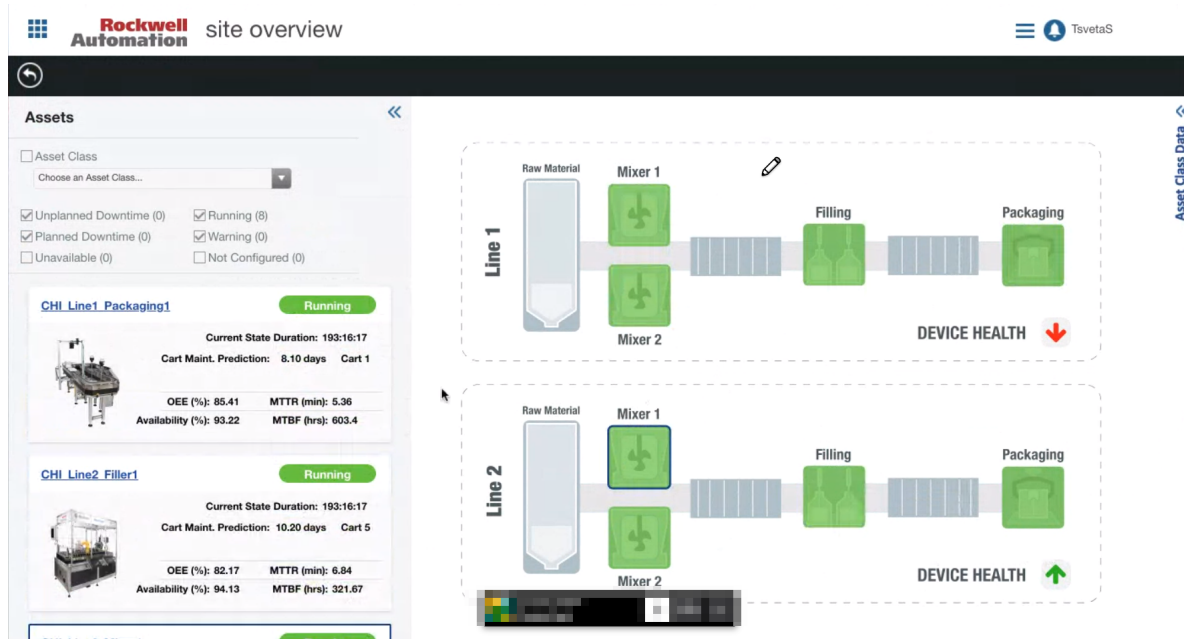 Rockwell
Automation
site overview
TsvetaS
Assets
Asset Class
Choose an Asset Class...
Unplanned Downtime (0)
Running (8)
Planned Downtime (0)
Warning (0)
Unavailable (0)
Not Configured (0)
CHI_Line1_Packaging1
Running
Current State Duration: 193:16:17
Cart Maint. Prediction: 8.10 days Cart 1
OEE (%): 85.41 MTTR (min): 5.36
Availability (%): 93.22 MTBF (hrs): 603.4
CHI_Line2_Filler1
Running
Current State Duration: 193:16:17
Cart Maint. Prediction: 10.20 days Cart 5
OEE (%): 82.17 MTTR (min): 6.84
Availability (%): 94.13 MTBF (hrs): 321.67
Line 1
Raw Material
Mixer 1
Mixer 2
Filling
Packaging
DEVICE HEALTH
Line 2
Raw Material
Mixer 1
Mixer 2
Filling
Packaging
DEVICE HEALTH
Asset Class Data